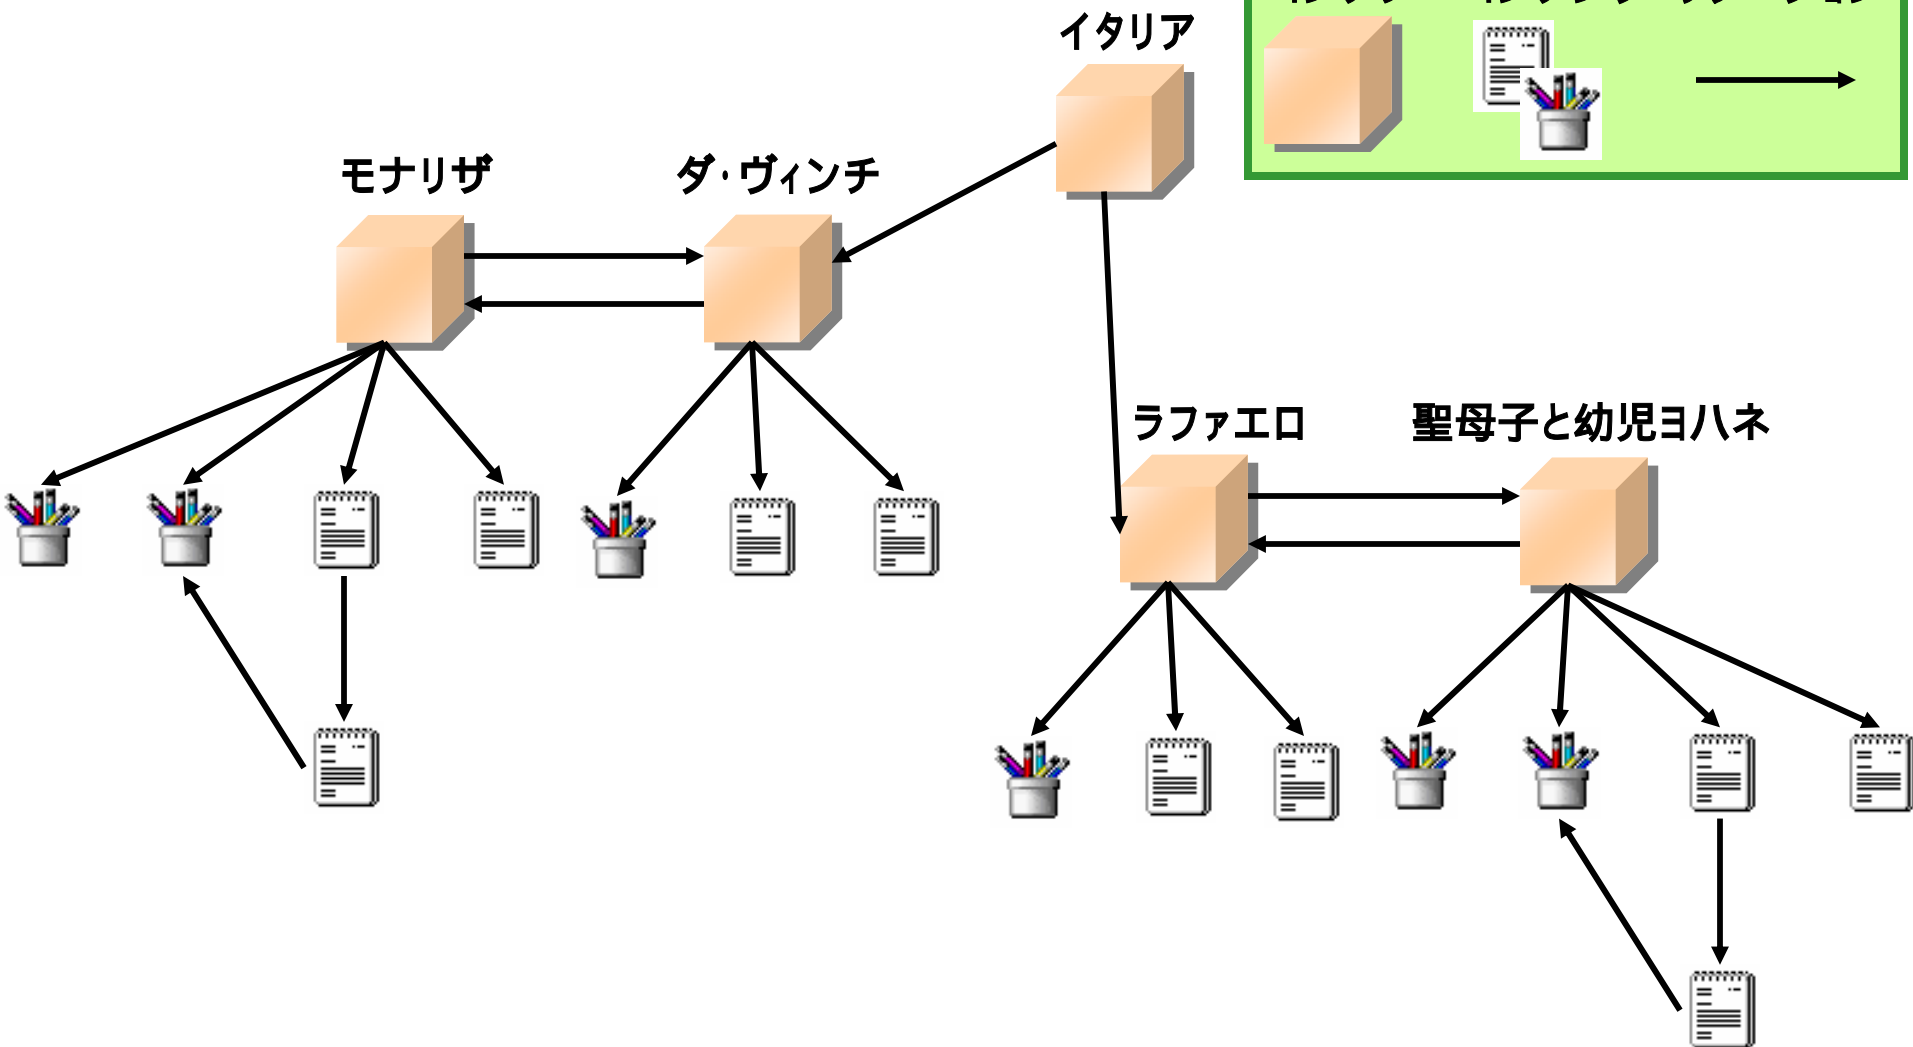 イタリア
モナリザ
ダ・ヴィンチ
ラファエロ
聖母子と幼児ヨハネ